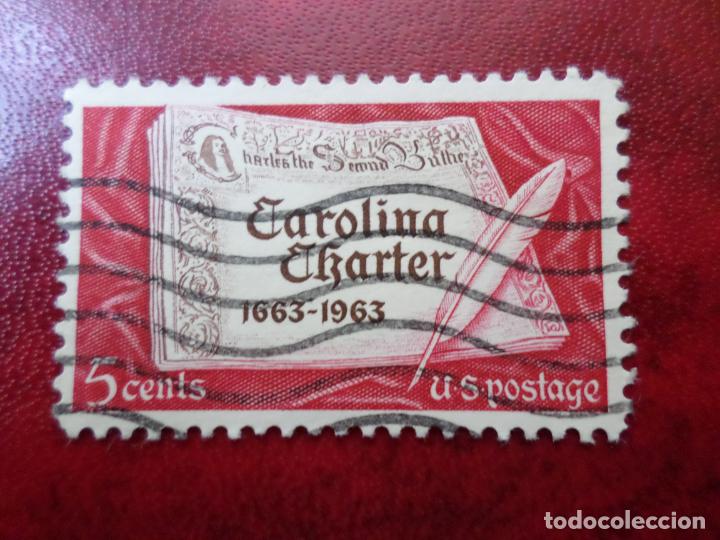 Charles the Second By the
Carolina
Charter
1663-1963
5 cents
U·S postage
todocoleccion